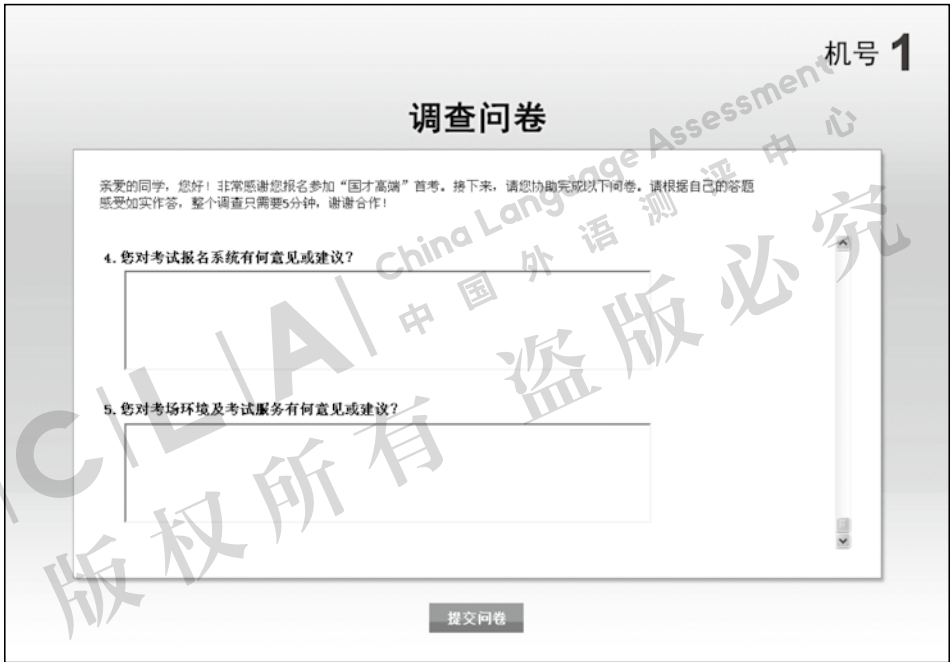 机号 1
调查问卷
亲爱的同学，您好！非常感谢您报名参加“国才高端”首考。接下来，请您协助完成以下问卷。请根据自己的答题
感受如实作答，整个调查只需要5分钟，谢谢合作！
4. 您对考试报名系统有何意见或建议？
5. 您对考场环境及考试服务有何意见或建议？
提交问卷
CLA
China Language Assessment
中国外语测评中心
版权所有 盗版必究